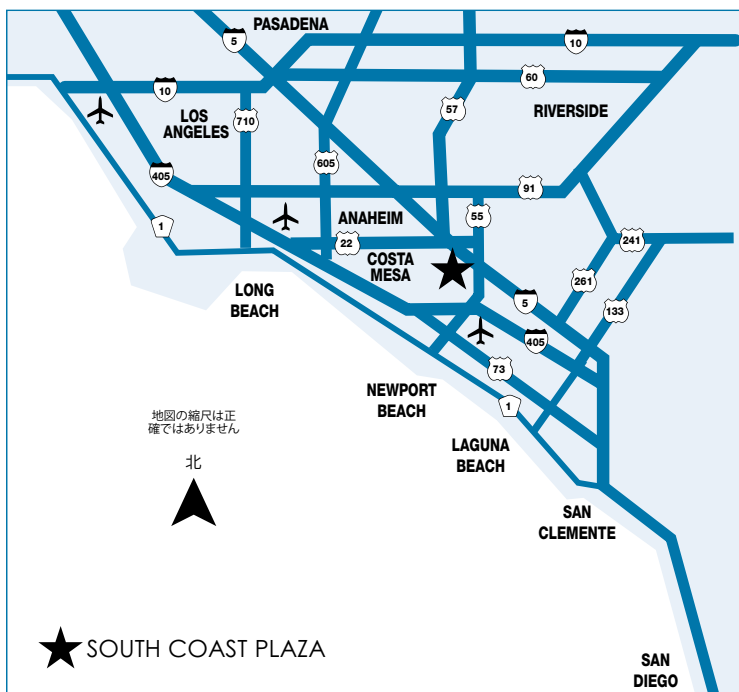 PASADENA
5
10
10
60
57
LOS
ANGELES
710
RIVERSIDE
605
405
91
ANAHEIM
55
1
22
COSTA
MESA
241
LONG
BEACH
261
5
133
405
73
NEWPORT
BEACH
1
地図の縮尺は正
確ではありません
LAGUNA
BEACH
北
SAN
CLEMENTE
SOUTH COAST PLAZA
SAN
DIEGO